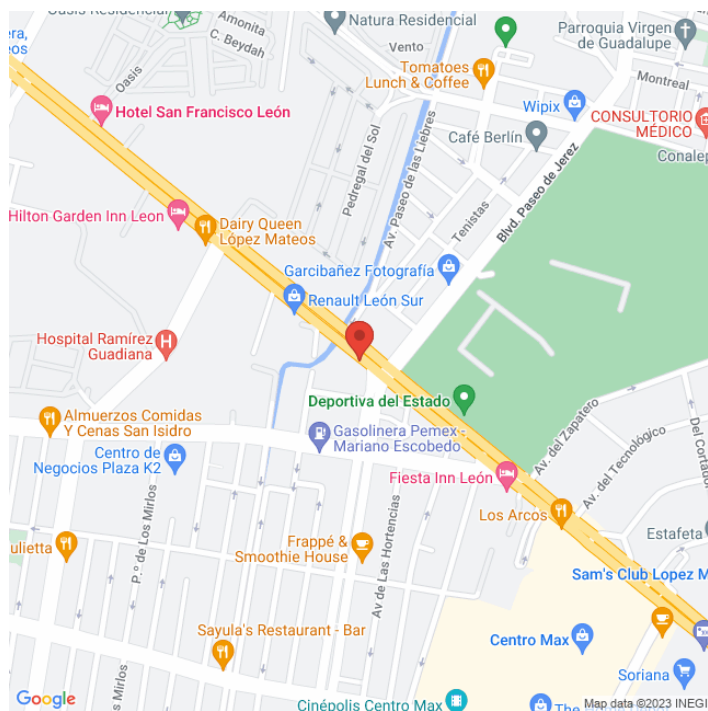 Oasis Residencial
Amonita
C. Beydah
Natura Residencial
Vento
Parroquia Virgen
de Guadalupe
Montreal
Oasis
Tomatoes
Lunch & Coffee
Wipix
CONSULTORIO
MÉDICO
Hotel San Francisco León
Café Berlín
Conalep
Pedregal del Sol
Av. Paseo de las Liebres
Blvd. Paseo de Jerez
Tenistas
Hilton Garden Inn Leon
Dairy Queen
López Mateos
Garcibañez Fotografía
Renault León Sur
Hospital Ramírez
Guadiana
Deportiva del Estado
Almuerzos Comidas
Y Cenas San Isidro
Gasolinera Pemex -
Mariano Escobedo
Av. del Zapatero
Av. del Tecnológico
Del Cortador
Centro de
Negocios Plaza K2
Fiesta Inn León
Los Arcos
P.º de Los Mirlos
Frappé &
Smoothie House
Av de Las Hortencias
Estafeta
ulietta
Sam's Club Lopez M
Sayula's Restaurant - Bar
Centro Max
Soriana
Mirlos
Cinépolis Centro Max
Google
Map data ©2023 INEGI